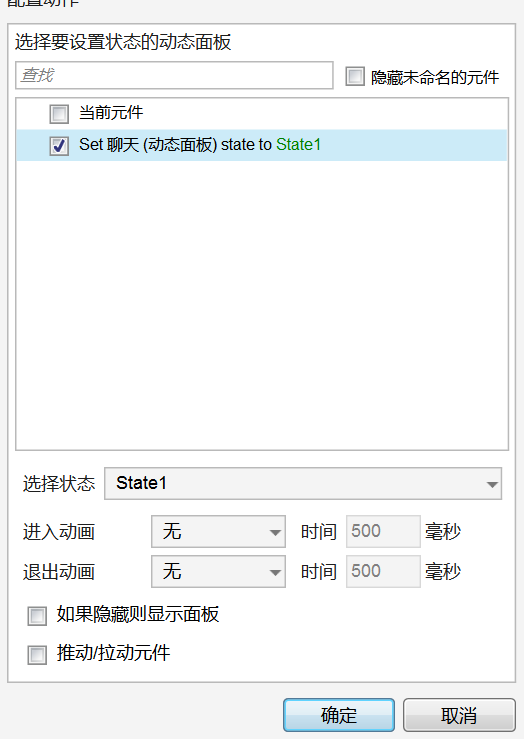 配置动作
选择要设置状态的动态面板
查找
隐藏未命名的元件
当前元件
Set 聊天 (动态面板) state to State1
选择状态 State1
进入动画 无 时间 500 毫秒
退出动画 无 时间 500 毫秒
如果隐藏则显示面板
推动/拉动元件
确定 取消